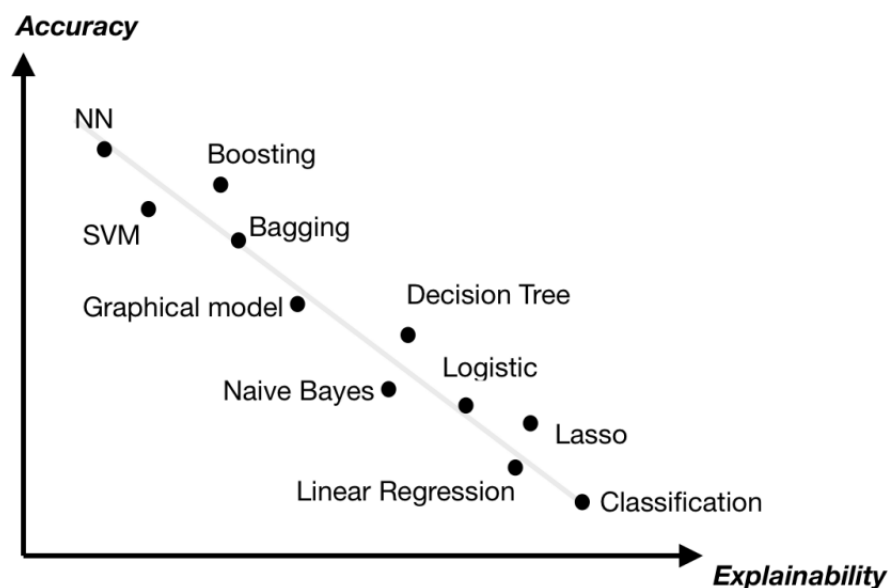 Accuracy
NN
Boosting
SVM
Bagging
Graphical model
Decision Tree
Logistic
Naive Bayes
Lasso
Linear Regression
Classification
Explainability